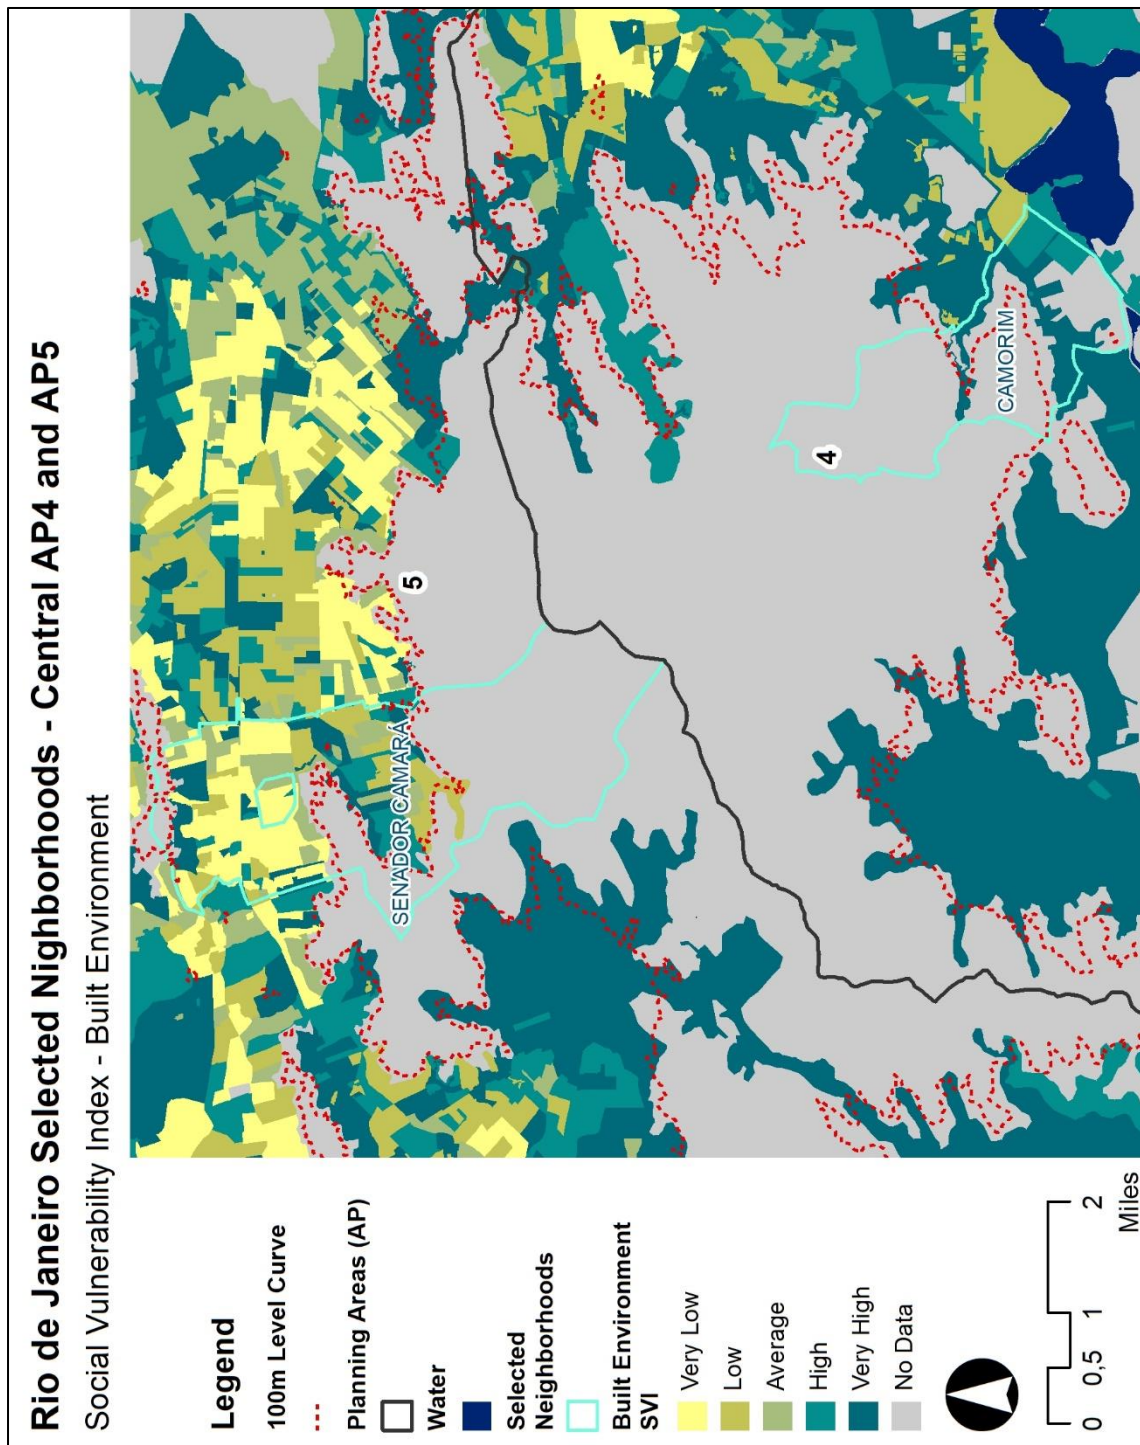 Rio de Janeiro Selected Nighborhoods - Central AP4 and AP5
Social Vulnerability Index - Built Environment
Legend
100m Level Curve
Planning Areas (AP)
Water
Selected
Neighborhoods
Built Environment
SVI
Very Low
Low
Average
High
Very High
No Data
0 0,5 1 2
Miles
SENADOR CAMARÁ
5
4
CAMORIM